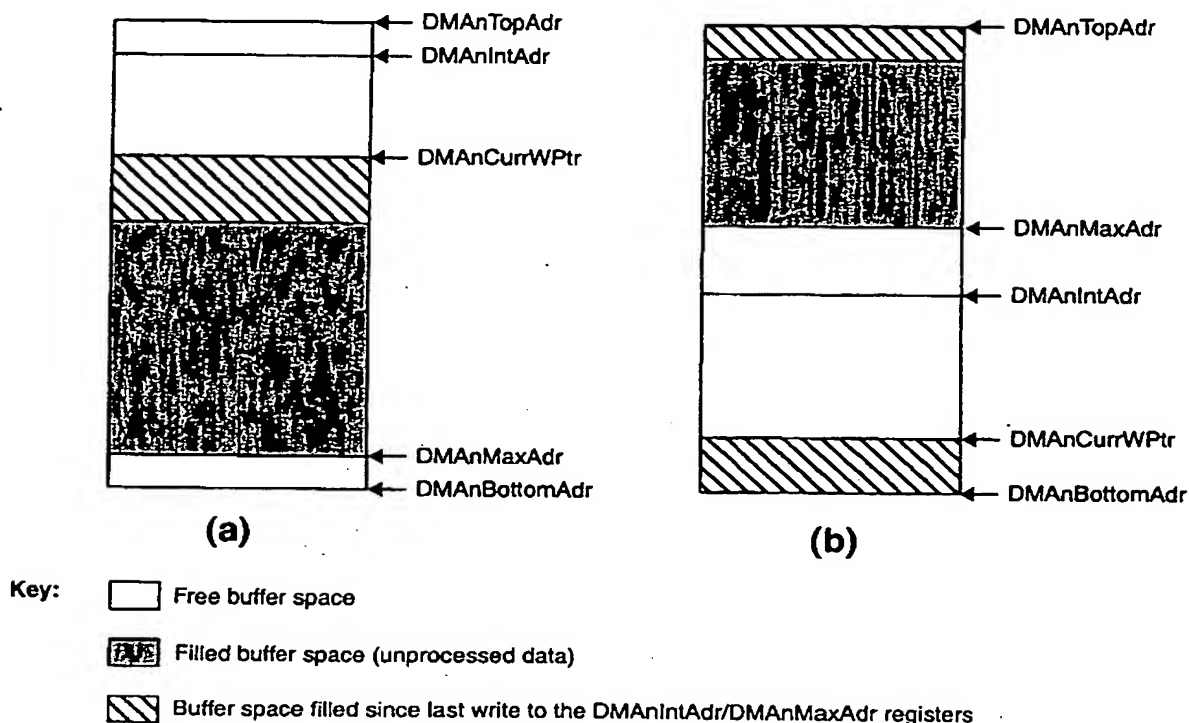 DMAnTopAdr
DMAnIntAdr
DMAnCurrWPtr
DMAnMaxAdr
DMAnBottomAdr
(a)
DMAnTopAdr
DMAnMaxAdr
DMAnIntAdr
DMAnCurrWPtr
DMAnBottomAdr
(b)
Key:
Free buffer space
Filled buffer space (unprocessed data)
Buffer space filled since last write to the DMAnIntAdr/DMAnMaxAdr registers